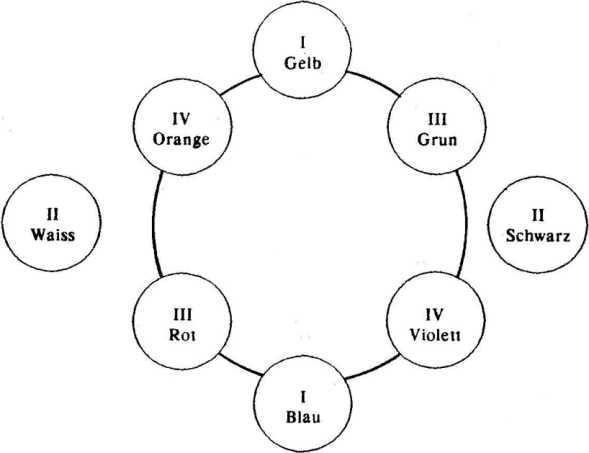 I
Gelb
IV
Orange
III
Grun
II
Waiss
II
Schwarz
III
Rot
IV
Violett
I
Blau